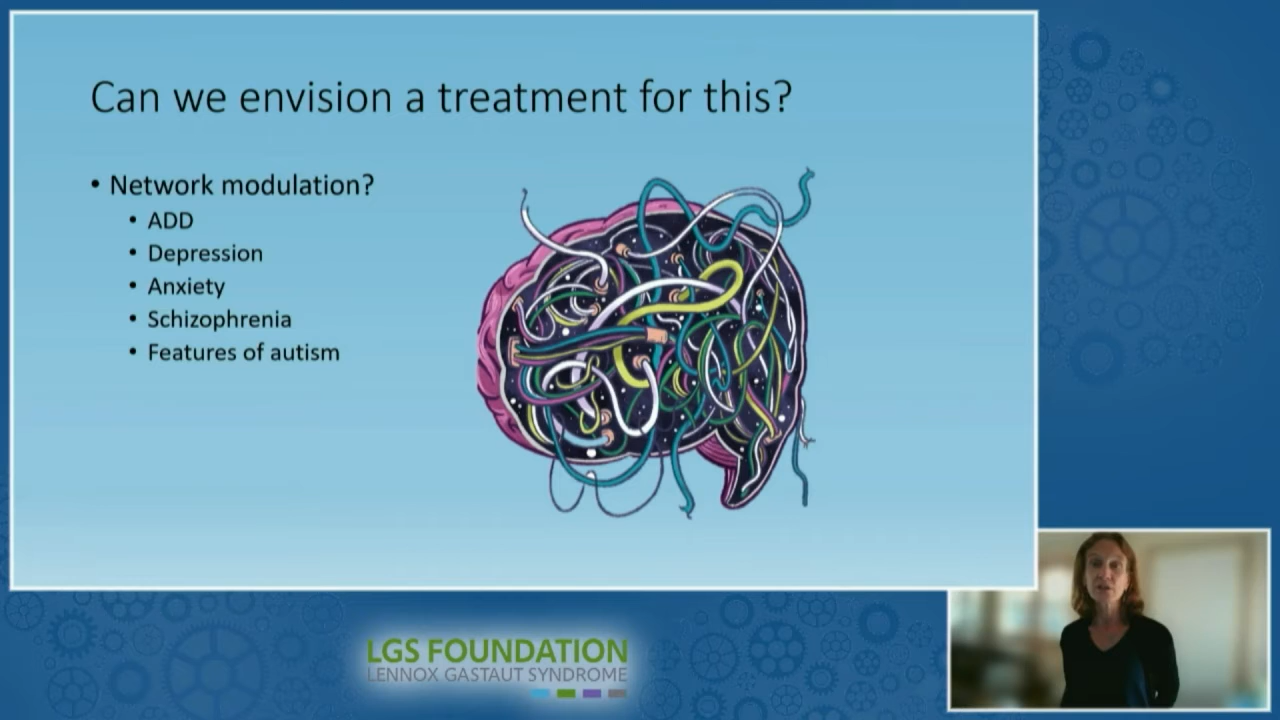 Can we envision a treatment for this?
• Network modulation?
• ADD
• Depression
• Anxiety
• Schizophrenia
• Features of autism
LGS FOUNDATION
LENNOX GASTAUT SYNDROME